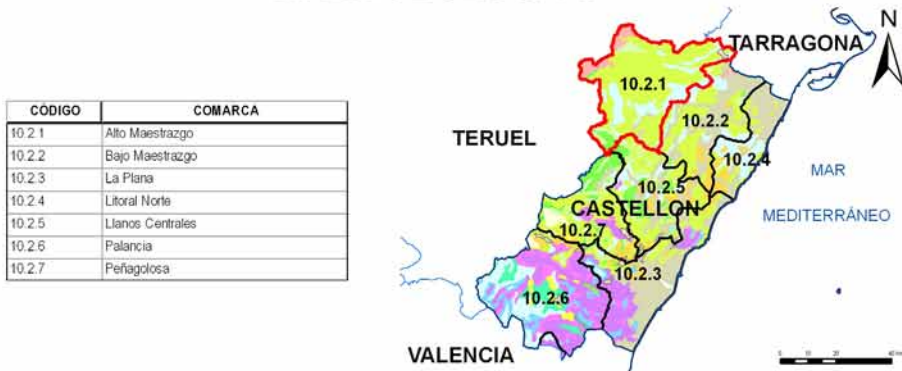 CÓDIGO COMARCA
10.2.1 Alto Maestrazgo
10.2.2 Bajo Maestrazgo
10.2.3 La Plana
10.2.4 Litoral Norte
10.2.5 Llanos Centrales
10.2.6 Palancia
10.2.7 Peñagolosa
N
TARRAGONA
10.2.1
10.2.2
TERUEL
10.2.4
MAR
10.2.5
CASTELLON
MEDITERRÁNEO
10.2.7
10.2.3
10.2.6
VALENCIA